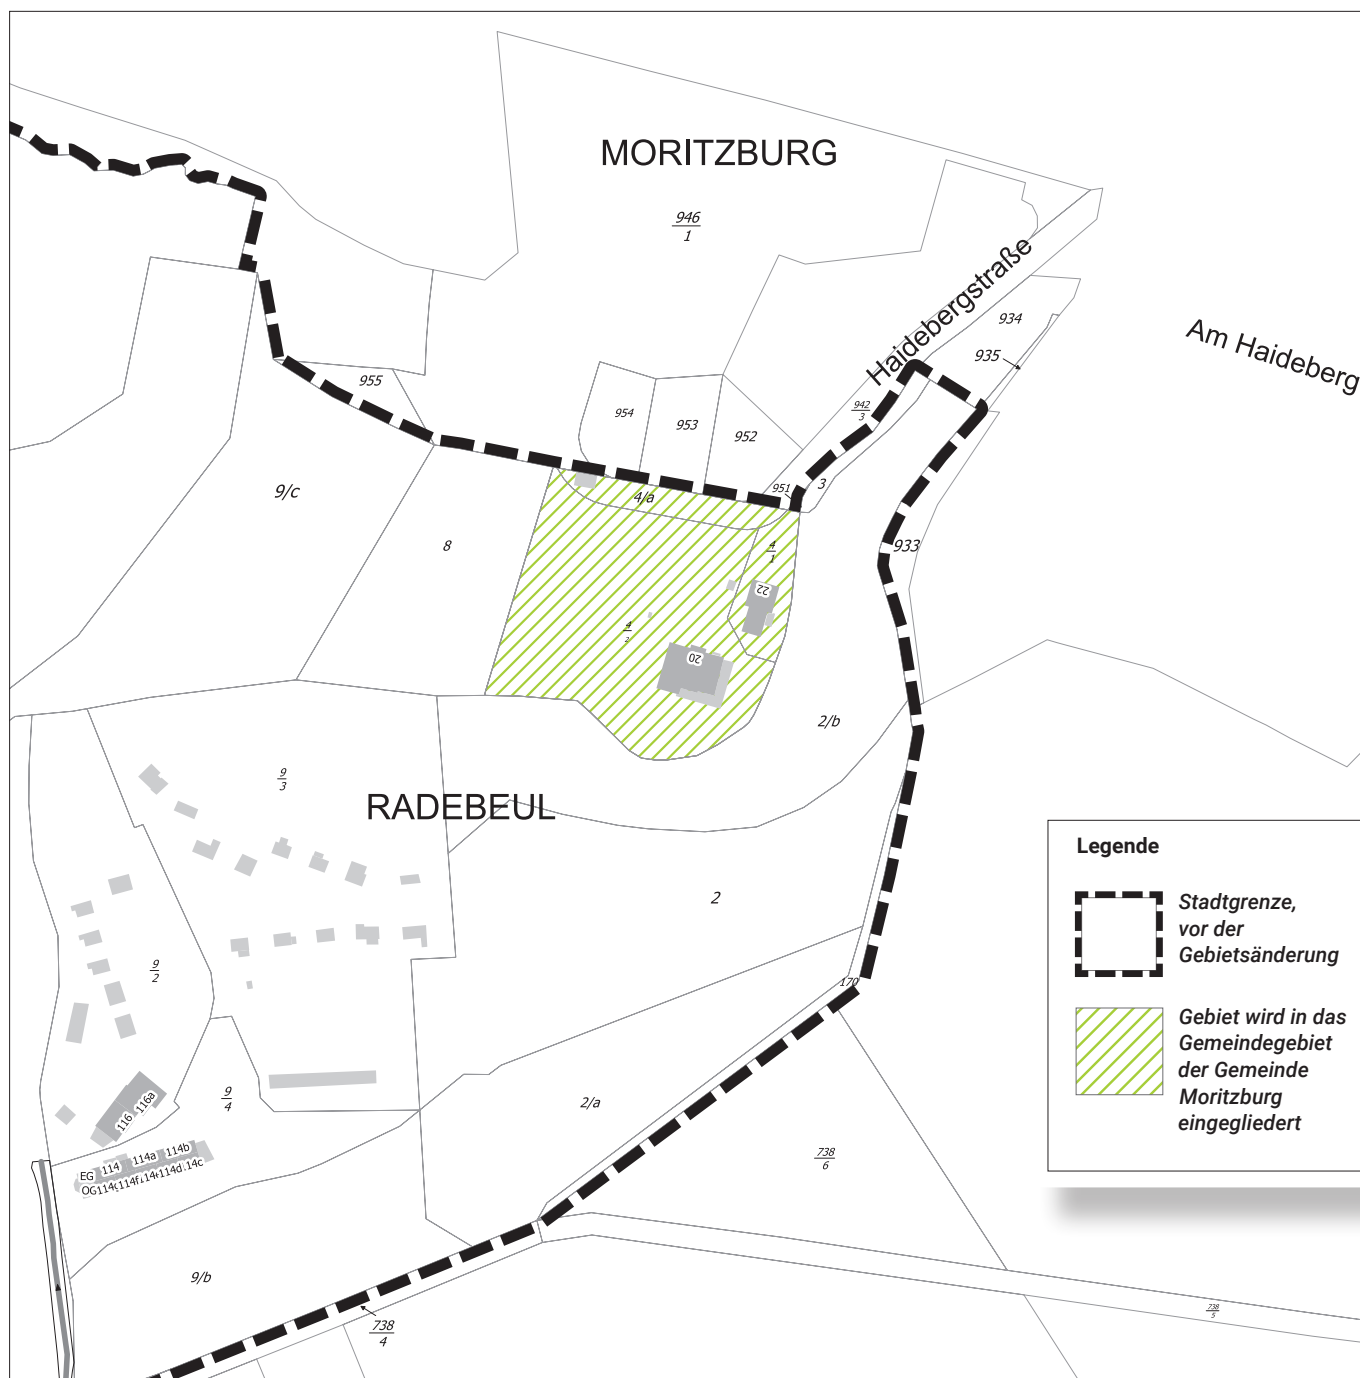 MORITZBURG
946
1
Haidebergstraße
934
Am Haideberg
935
955
942
3
954
953
952
951
3
9/c
4/a
8
4
1
933
22
4
2
20
2/b
9
3
RADEBEUL
Legende
Stadtgrenze,
vor der
Gebietsänderung
2
9
2
170
Gebiet wird in das
Gemeindegebiet
der Gemeinde
Moritzburg
eingegliedert
9
4
2/a
116
116a
738
6
EG
114
114a
114b
OG
114f
114d
9/b
738
5
738
4